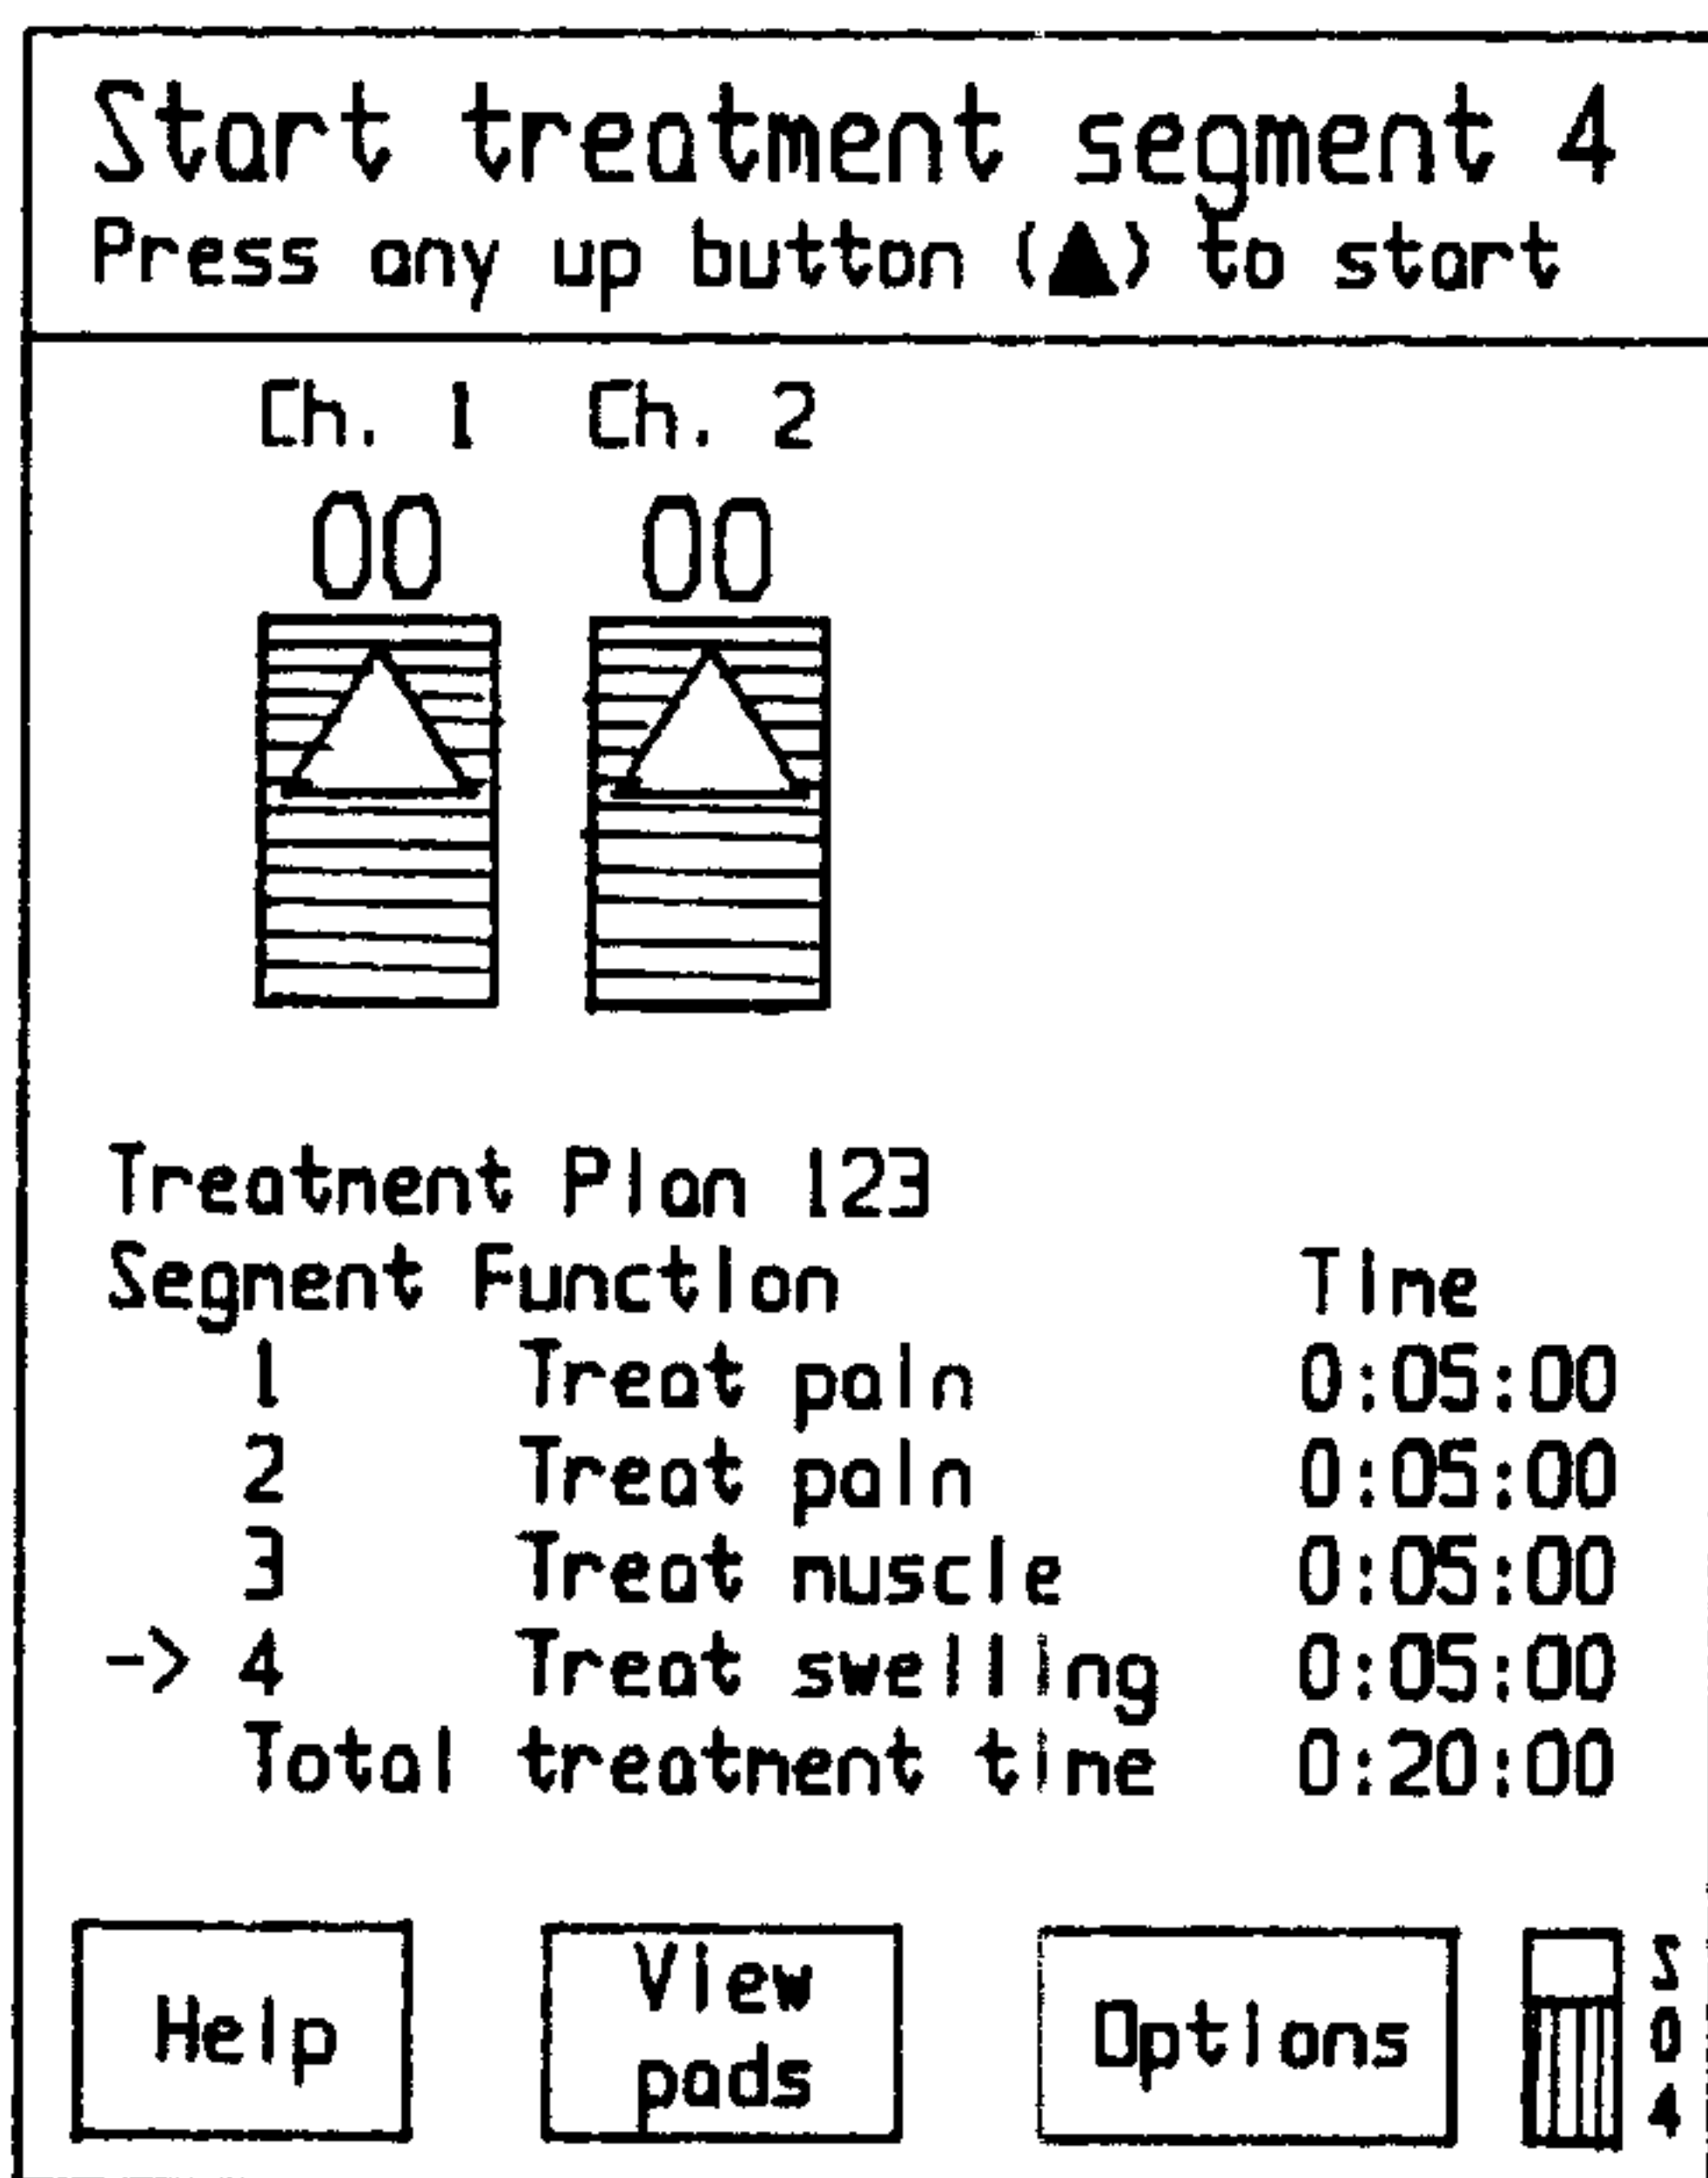 Start treatment segment 4
Press any up button (▲) to start
Ch. 1 Ch. 2
00 00
Treatment Plan 123
Segment Function Time
1 Treat pain 0:05:00
2 Treat pain 0:05:00
3 Treat muscle 0:05:00
-> 4 Treat swelling 0:05:00
Total treatment time 0:20:00
Help
View
pads
Options
S
0
4